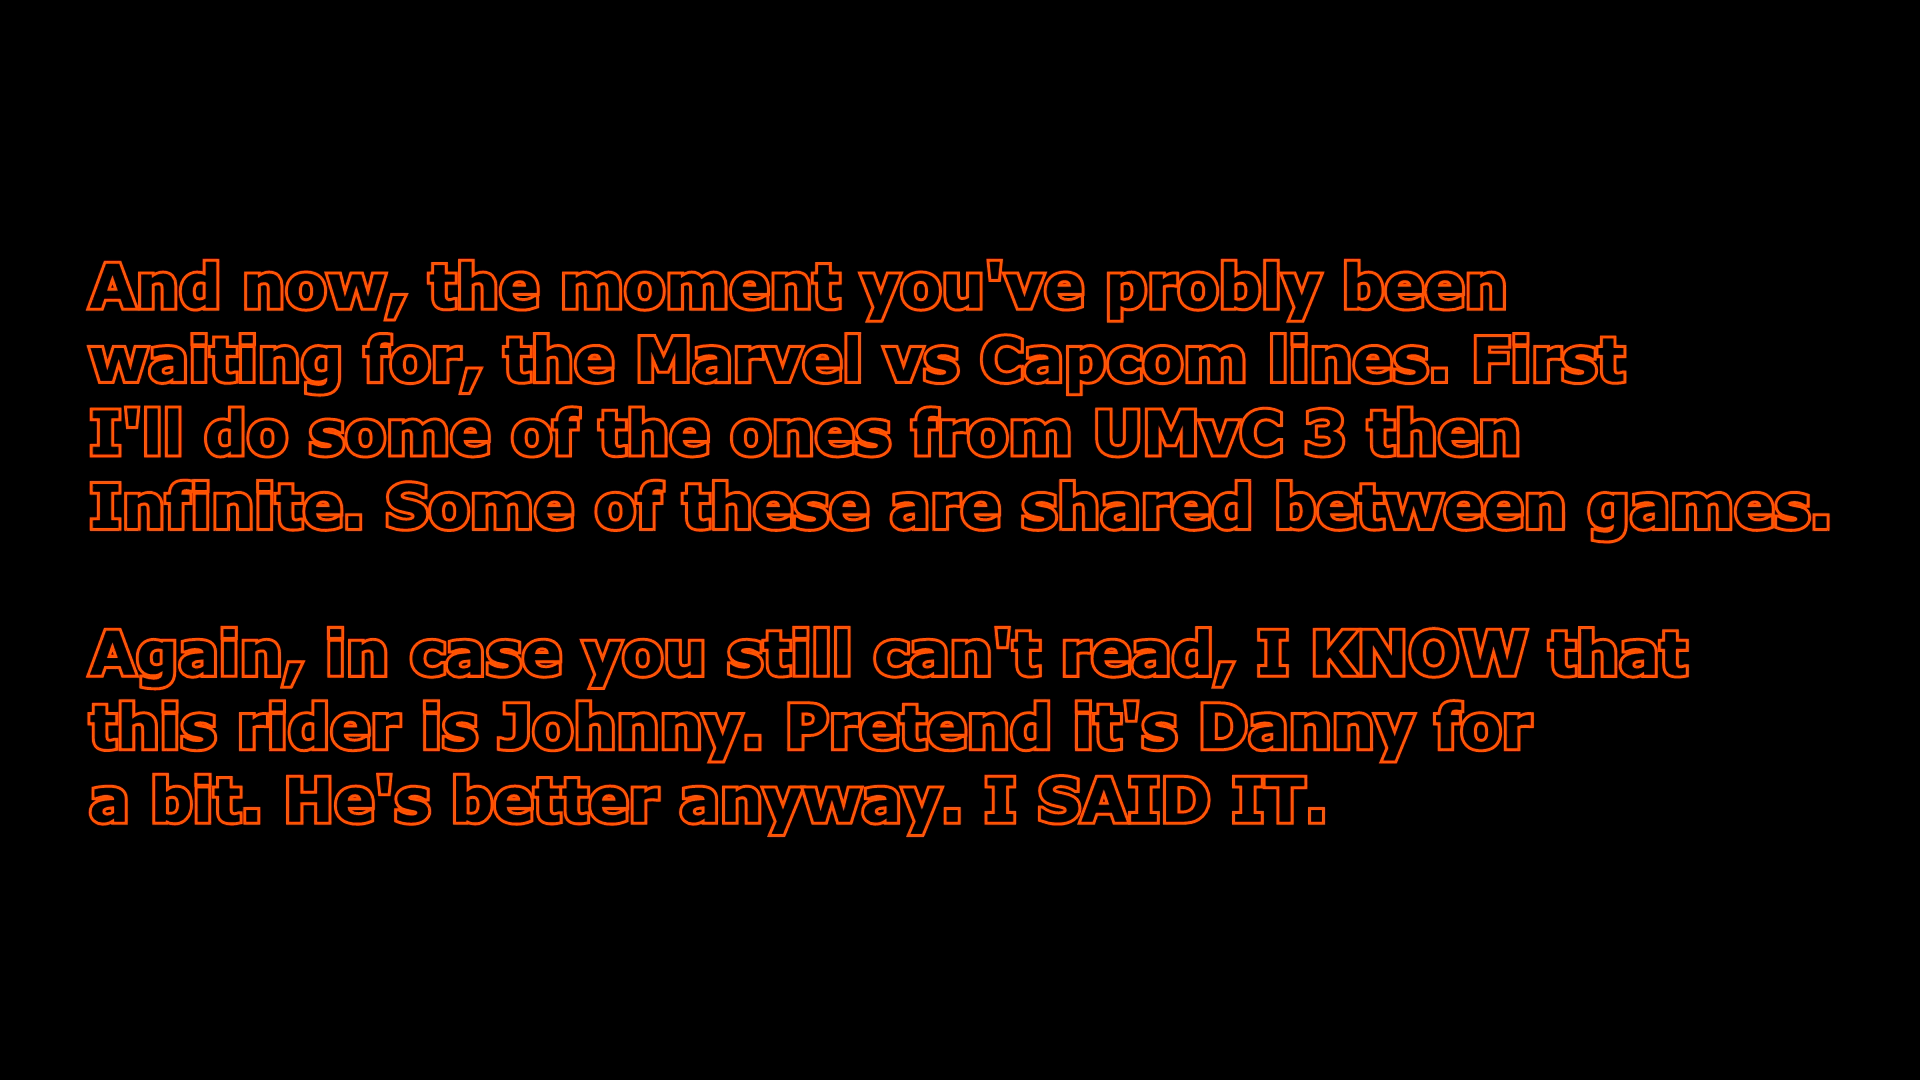 And now, the moment you've probly been
waiting for, the Marvel vs Capcom lines. First
I'll do some of the ones from UMvC 3 then
Infinite. Some of these are shared between games.
Again, in case you still can't read, I KNOW that
this rider is Johnny. Pretend it's Danny for
a bit. He's better anyway. I SAID IT.